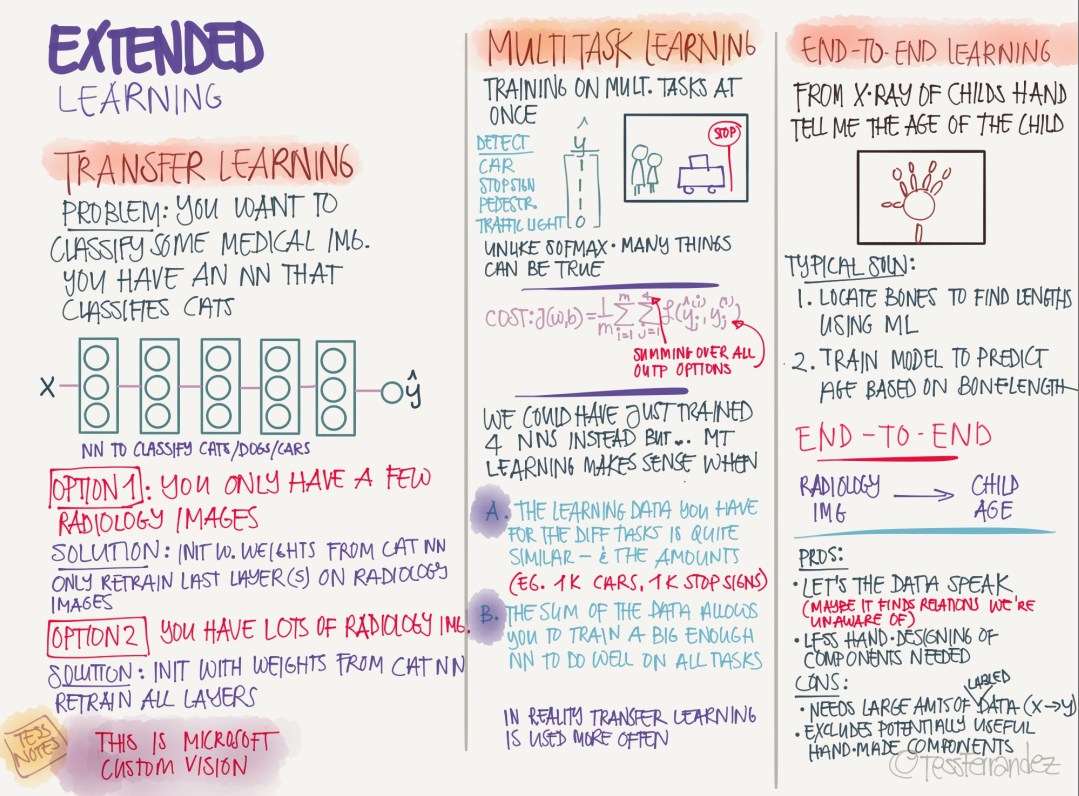 EXTENDED
LEARNING
TRANSFER LEARNING
PROBLEM: YOU WANT TO
CLASSIFY SOME MEDICAL IMG.
YOU HAVE AN NN THAT
CLASSIFIES CATS
X
ŷ
NN TO CLASSIFY CATS/DOGS/CARS
OPTION 1: YOU ONLY HAVE A FEW
RADIOLOGY IMAGES
SOLUTION: INIT W. WEIGHTS FROM CAT NN
ONLY RETRAIN LAST LAYER(S) ON RADIOLOGY
IMAGES
OPTION 2 YOU HAVE LOTS OF RADIOLOGY IMG.
SOLUTION: INIT WITH WEIGHTS FROM CAT NN
RETRAIN ALL LAYERS
TESS
NOTES
THIS IS MICROSOFT
CUSTOM VISION
MULTI TASK LEARNING
TRAINING ON MULT. TASKS AT
ONCE
DETECT
CAR
STOPSIGN
PEDESTR.
TRAFFIC LIGHT
ŷ
1
1
1
0
STOP
UNLIKE SOFMAX · MANY THINGS
CAN BE TRUE
COST: J(w,b) = 1/m Σ_{i=1}^{m} Σ_{j=1}^{4} ℒ(ŷ_j^{(i)}, y_j^{(i)})
SUMMING OVER ALL
OUTP OPTIONS
WE COULD HAVE JUST TRAINED
4 NNS INSTEAD BUT... MT
LEARNING MAKES SENSE WHEN
A. THE LEARNING DATA YOU HAVE
FOR THE DIFF TASKS IS QUITE
SIMILAR – & THE AMOUNTS
(EG. 1K CARS, 1K STOP SIGNS)
B. THE SUM OF THE DATA ALLOWS
YOU TO TRAIN A BIG ENOUGH
NN TO DO WELL ON ALL TASKS
IN REALITY TRANSFER LEARNING
IS USED MORE OFTEN
END-TO-END LEARNING
FROM X-RAY OF CHILDS HAND
TELL ME THE AGE OF THE CHILD
TYPICAL SOLN:
1. LOCATE BONES TO FIND LENGTHS
USING ML
2. TRAIN MODEL TO PREDICT
AGE BASED ON BONELENGTH
END-TO-END
RADIOLOGY IMG → CHILD AGE
PROS:
· LET'S THE DATA SPEAK
(MAYBE IT FINDS RELATIONS WE'RE
UNAWARE OF)
· LESS HAND-DESIGNING OF
COMPONENTS NEEDED
CONS:
LABLED
· NEEDS LARGE AMTS OF DATA (X→Y)
· EXCLUDES POTENTIALLY USEFUL
HAND-MADE COMPONENTS
©TessFerrandez